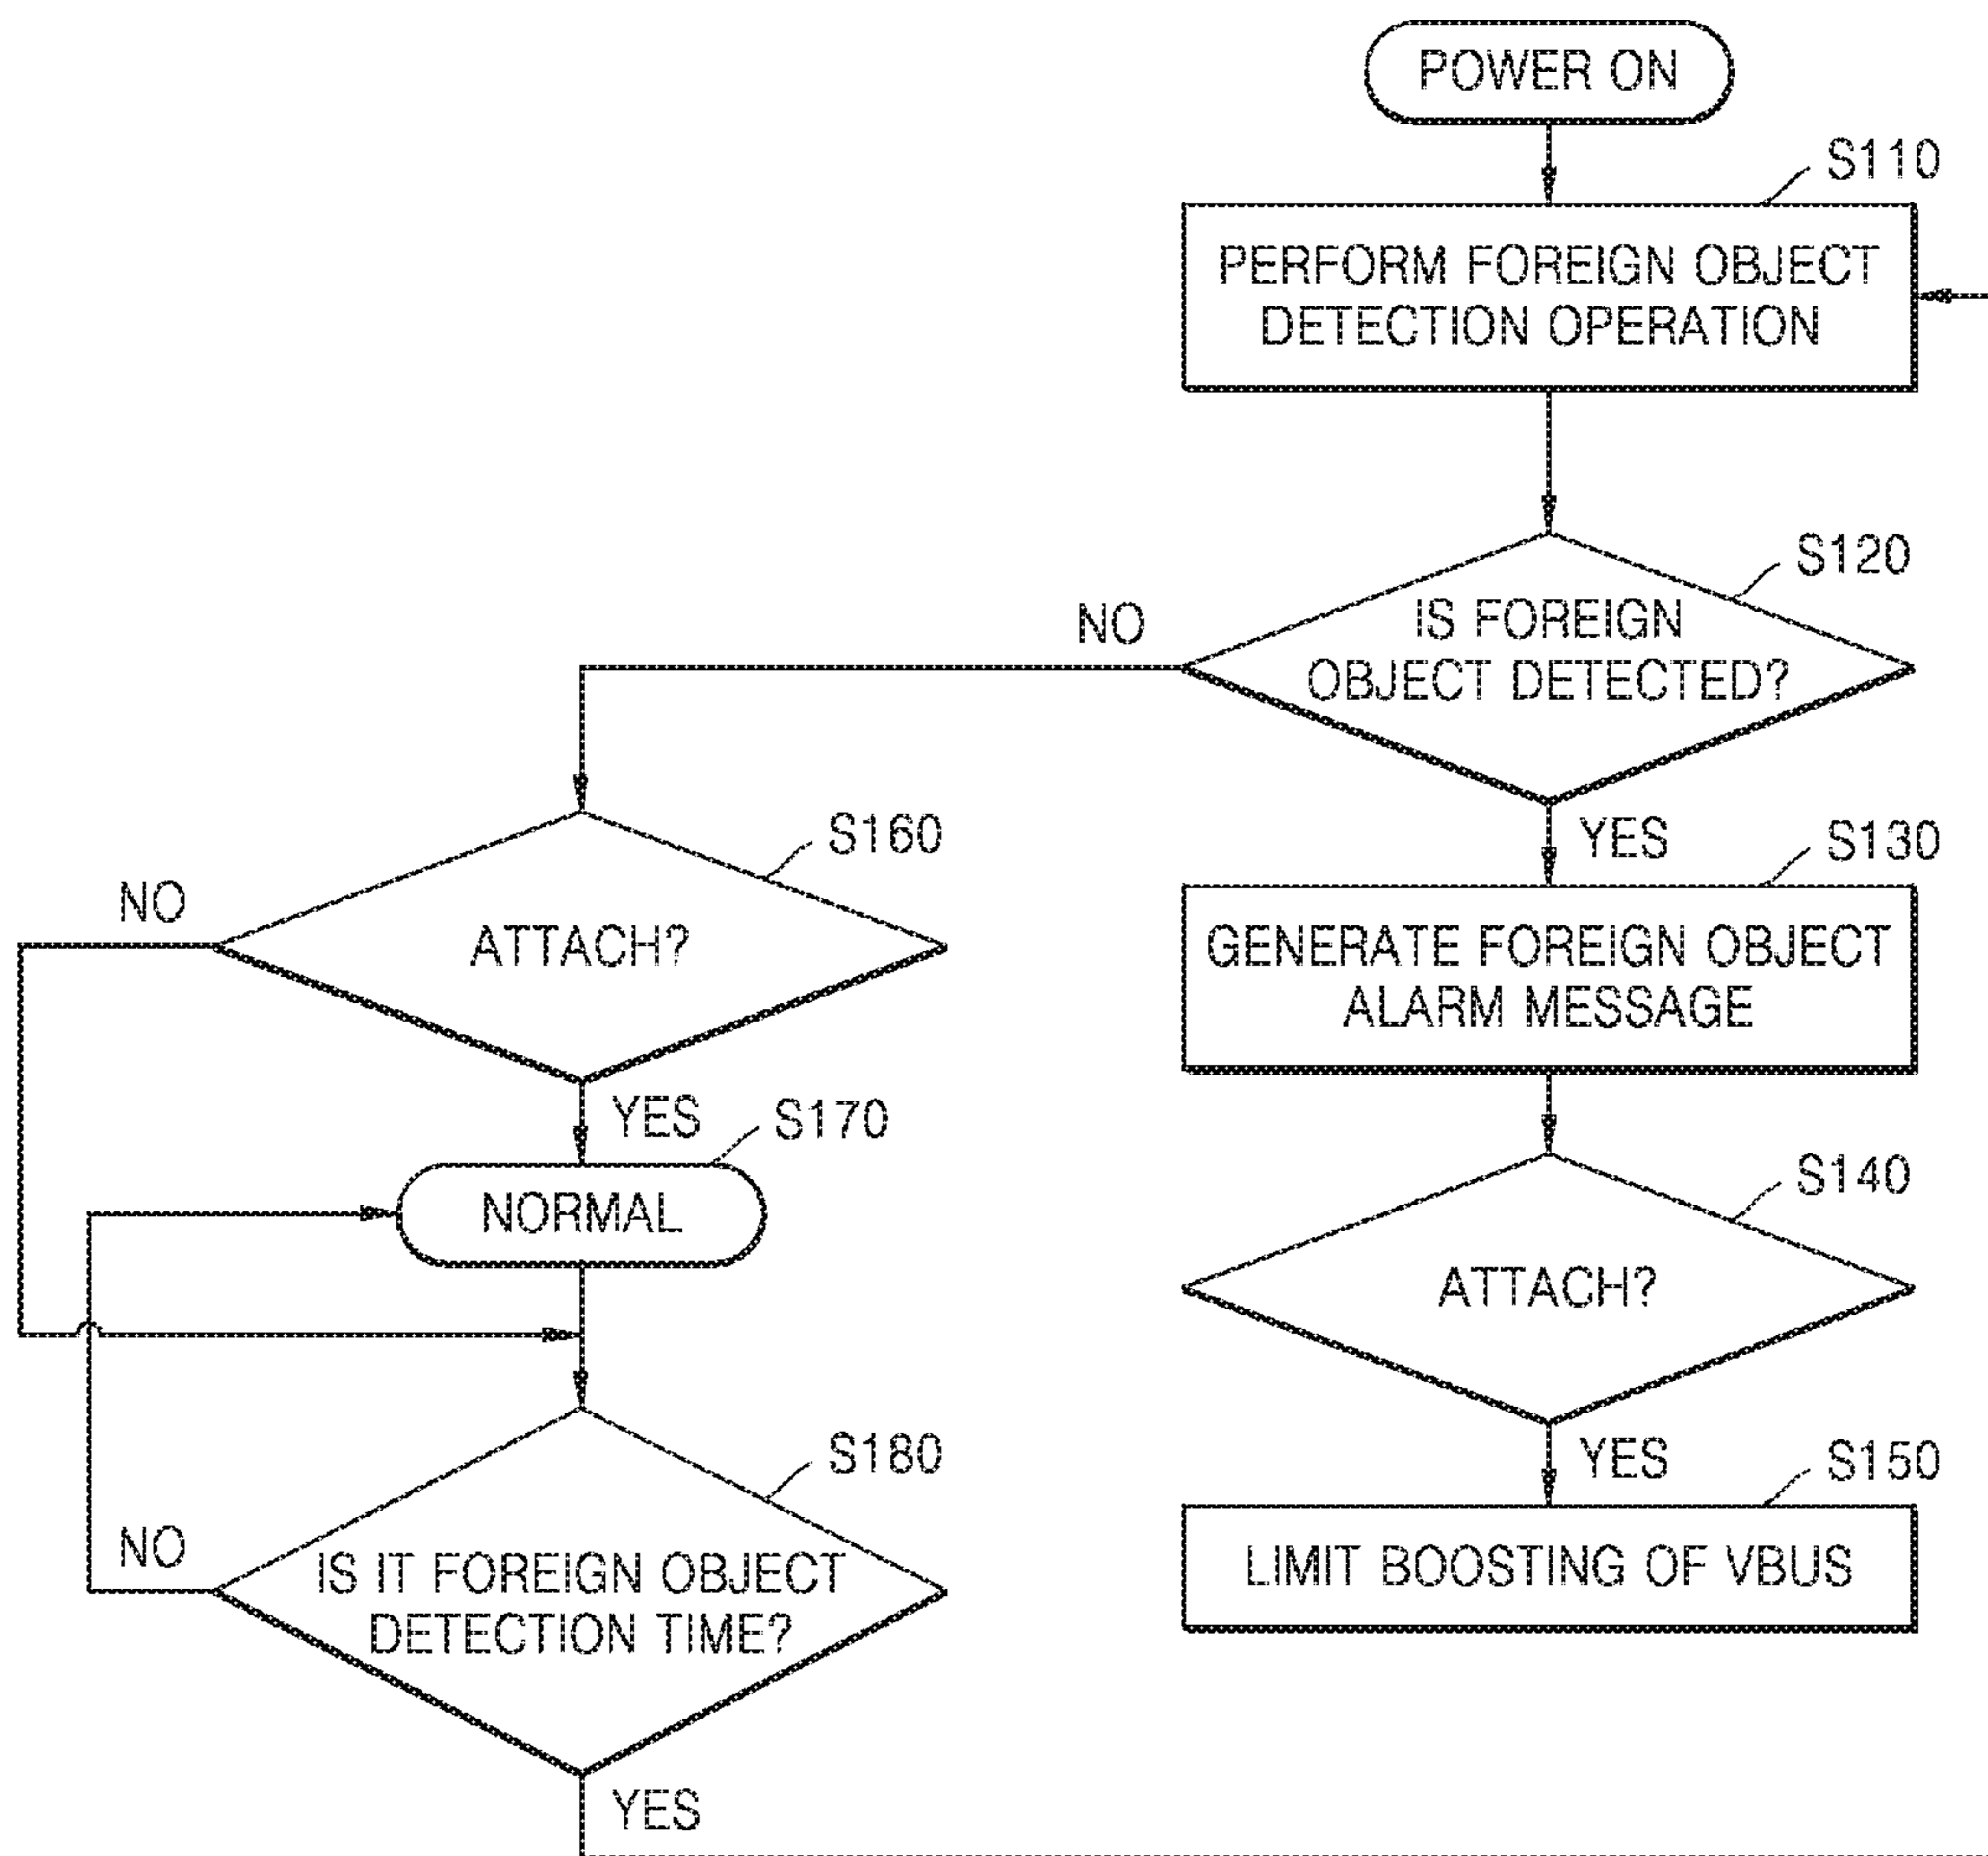 POWER ON
S110
PERFORM FOREIGN OBJECT
DETECTION OPERATION
S120
NO
IS FOREIGN
OBJECT DETECTED?
S160
YES
S130
NO
ATTACH?
GENERATE FOREIGN OBJECT
ALARM MESSAGE
YES
S170
S140
NORMAL
ATTACH?
S180
YES
S150
NO
IS IT FOREIGN OBJECT
DETECTION TIME?
LIMIT BOOSTING OF VBUS
YES